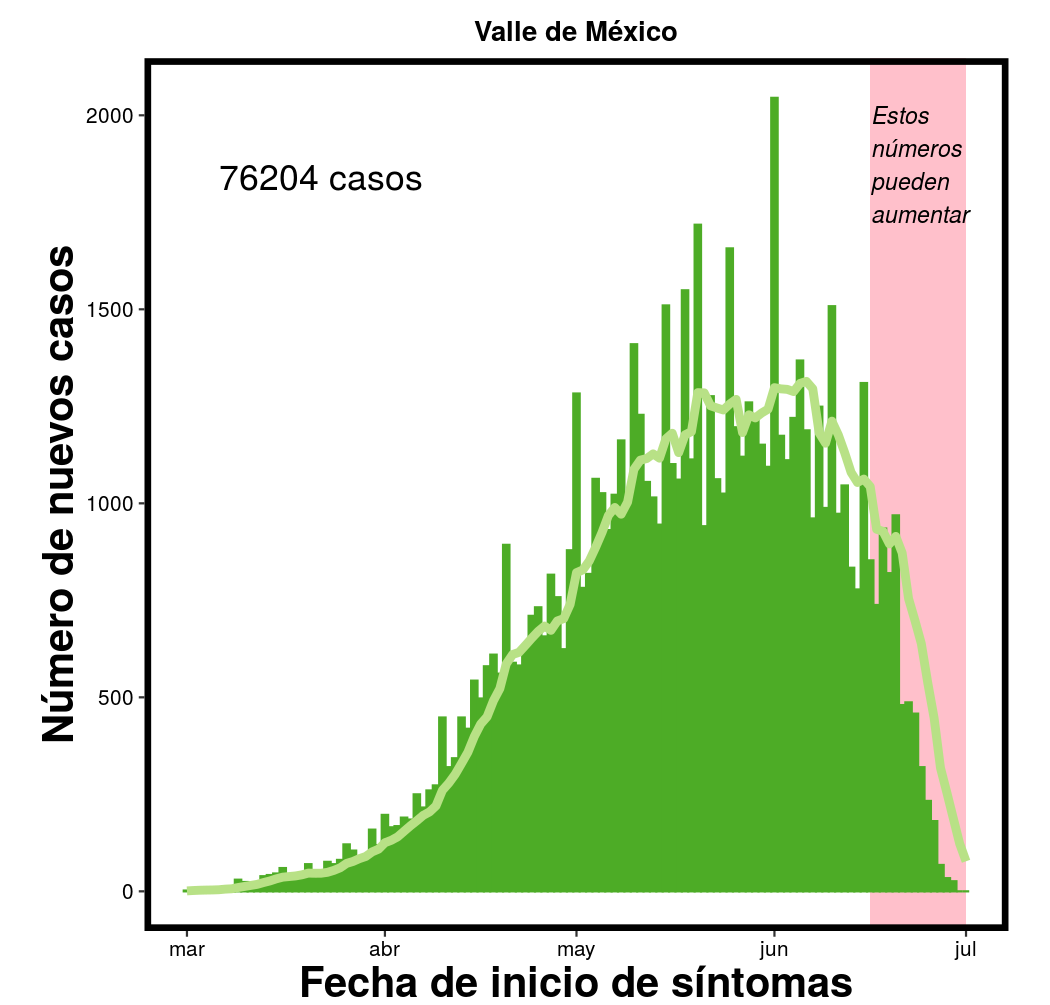 Valle de México
2000
1500
1000
500
0
Número de nuevos casos
76204 casos
Estos
números
pueden
aumentar
mar abr may jun jul
Fecha de inicio de síntomas